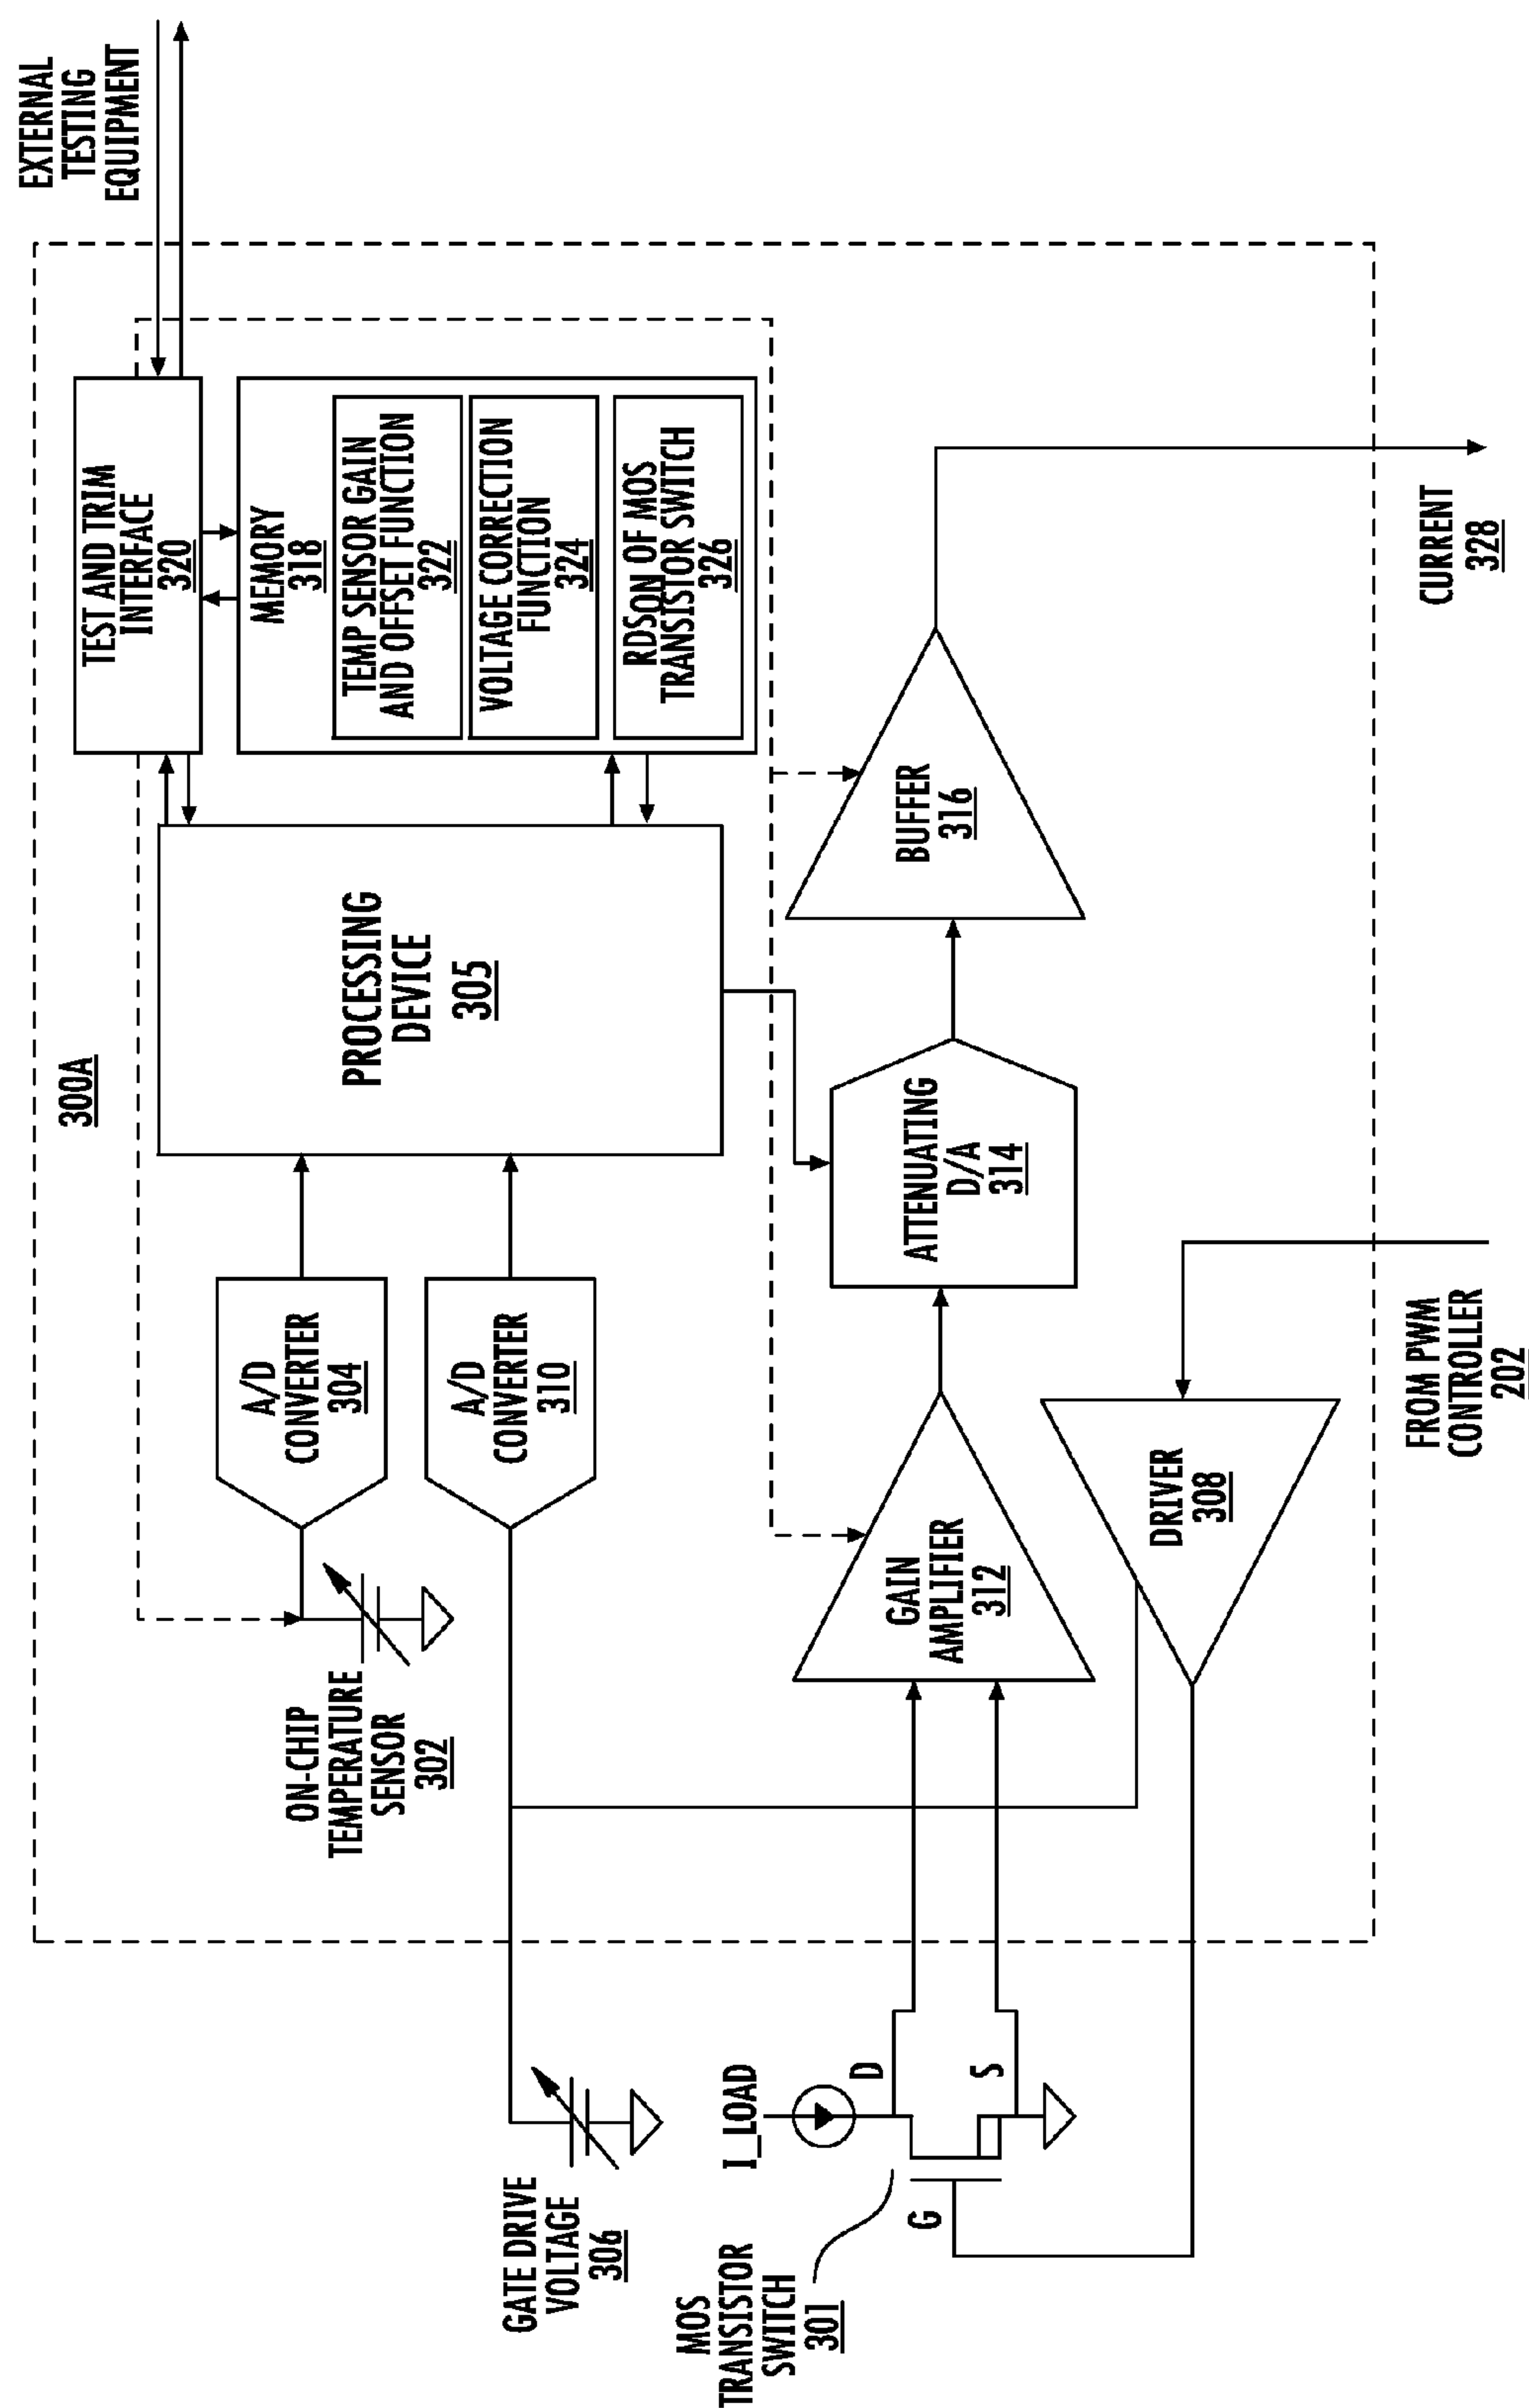 EXTERNAL
TESTING
EQUIPMENT
300A
TEST AND TRIM
INTERFACE
320
MEMORY
318
TEMP SENSOR GAIN
AND OFFSET FUNCTION
322
VOLTAGE CORRECTION
FUNCTION
324
RDSON OF MOS
TRANSISTOR SWITCH
326
PROCESSING
DEVICE
305
A/D
CONVERTER
304
A/D
CONVERTER
310
ON-CHIP
TEMPERATURE
SENSOR
302
GATE DRIVE
VOLTAGE
306
MOS
TRANSISTOR
SWITCH
301
I_LOAD
D
S
G
GAIN
AMPLIFIER
312
ATTENUATING
D/A
314
BUFFER
316
DRIVER
308
FROM PWM
CONTROLLER
202
CURRENT
328